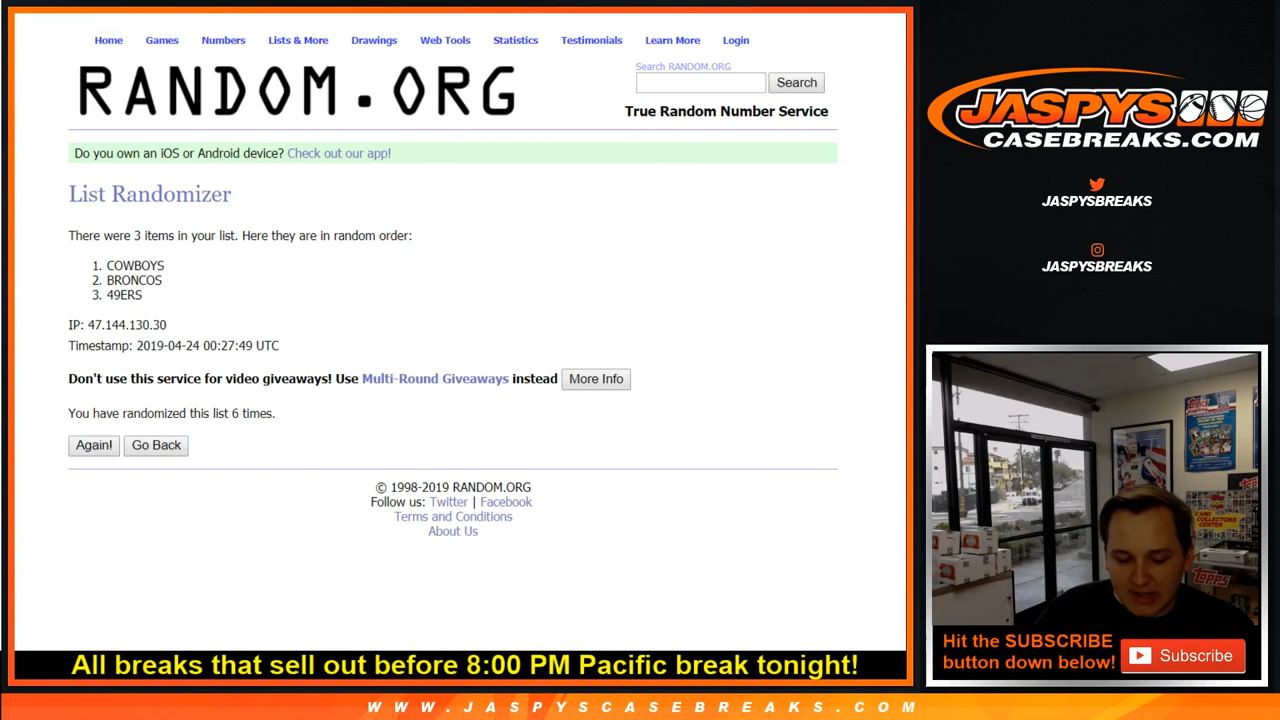 Home Games Numbers Lists & More Drawings Web Tools Statistics Testimonials Learn More Login
RANDOM.ORG
Search RANDOM.ORG
Search
True Random Number Service
Do you own an iOS or Android device? Check out our app!
List Randomizer
There were 3 items in your list. Here they are in random order:
1. COWBOYS
2. BRONCOS
3. 49ERS
IP: 47.144.130.30
Timestamp: 2019-04-24 00:27:49 UTC
Don't use this service for video giveaways! Use Multi-Round Giveaways instead More Info
You have randomized this list 6 times.
Again! Go Back
© 1998-2019 RANDOM.ORG
Follow us: Twitter | Facebook
Terms and Conditions
About Us
All breaks that sell out before 8:00 PM Pacific break tonight!
JASPYS
CASEBREAKS.COM
JASPYSBREAKS
JASPYSBREAKS
Topps
CARD
COLLECTORS
CENTER
Topps
Hit the SUBSCRIBE
button down below!
Subscribe
WWW.JASPYSCASEBREAKS.COM